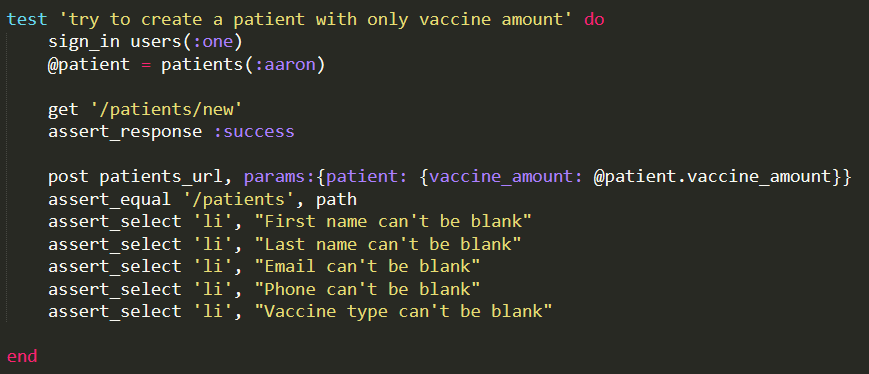 test 'try to create a patient with only vaccine amount' do
sign_in users(:one)
@patient = patients(:aaron)
get '/patients/new'
assert_response :success
post patients_url, params:{patient: {vaccine_amount: @patient.vaccine_amount}}
assert_equal '/patients', path
assert_select 'li', "First name can't be blank"
assert_select 'li', "Last name can't be blank"
assert_select 'li', "Email can't be blank"
assert_select 'li', "Phone can't be blank"
assert_select 'li', "Vaccine type can't be blank"
end